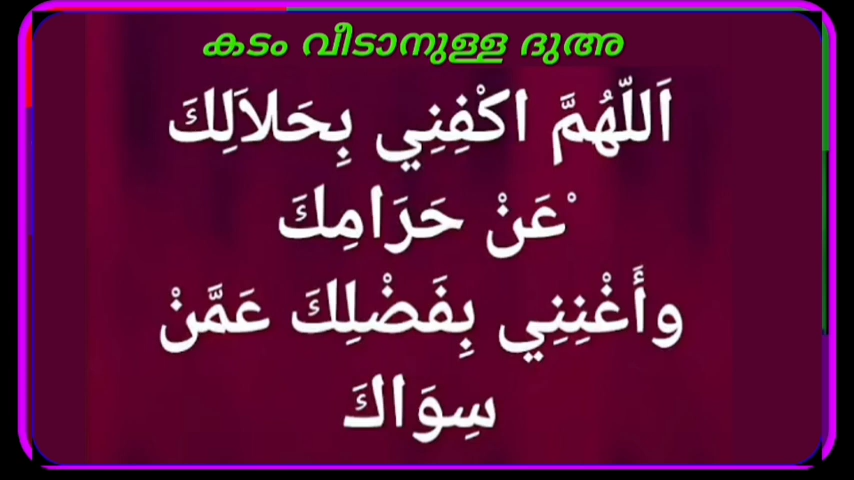 കടം വീടാനുള്ള ദുഅ
اَللّهُمَّ اكْفِنِي بِحَلاَلِكَ
ْعَنْ حَرَامِكَ
وأَغْنِنِي بِفَضْلِكَ عَمَّنْ
سِوَاكَ